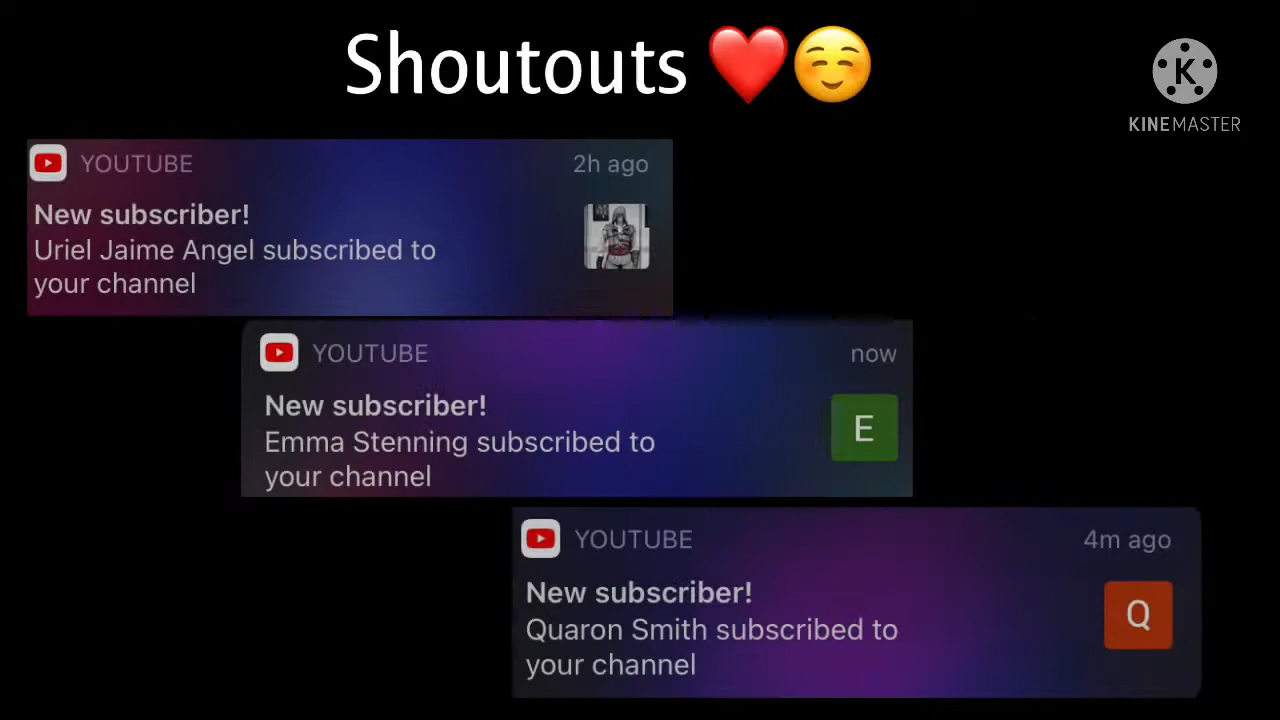 Shoutouts ❤️☺️
K
KINEMASTER
YOUTUBE 2h ago
New subscriber!
Uriel Jaime Angel subscribed to
your channel
YOUTUBE now
New subscriber!
Emma Stenning subscribed to
your channel
E
YOUTUBE 4m ago
New subscriber!
Quaron Smith subscribed to
your channel
Q